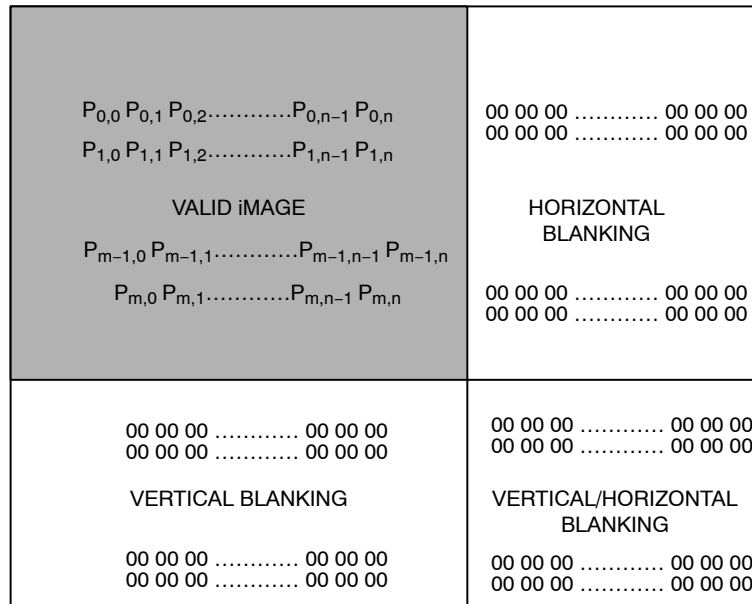 P0,0 P0,1 P0,2............P0,n−1 P0,n
P1,0 P1,1 P1,2............P1,n−1 P1,n
VALID iMAGE
Pm−1,0 Pm−1,1............Pm−1,n−1 Pm−1,n
Pm,0 Pm,1............Pm,n−1 Pm,n
00 00 00 ............ 00 00 00
00 00 00 ............ 00 00 00
HORIZONTAL
BLANKING
00 00 00 ............ 00 00 00
00 00 00 ............ 00 00 00
00 00 00 ............ 00 00 00
00 00 00 ............ 00 00 00
VERTICAL BLANKING
00 00 00 ............ 00 00 00
00 00 00 ............ 00 00 00
00 00 00 ............ 00 00 00
00 00 00 ............ 00 00 00
VERTICAL/HORIZONTAL
BLANKING
00 00 00 ............ 00 00 00
00 00 00 ............ 00 00 00